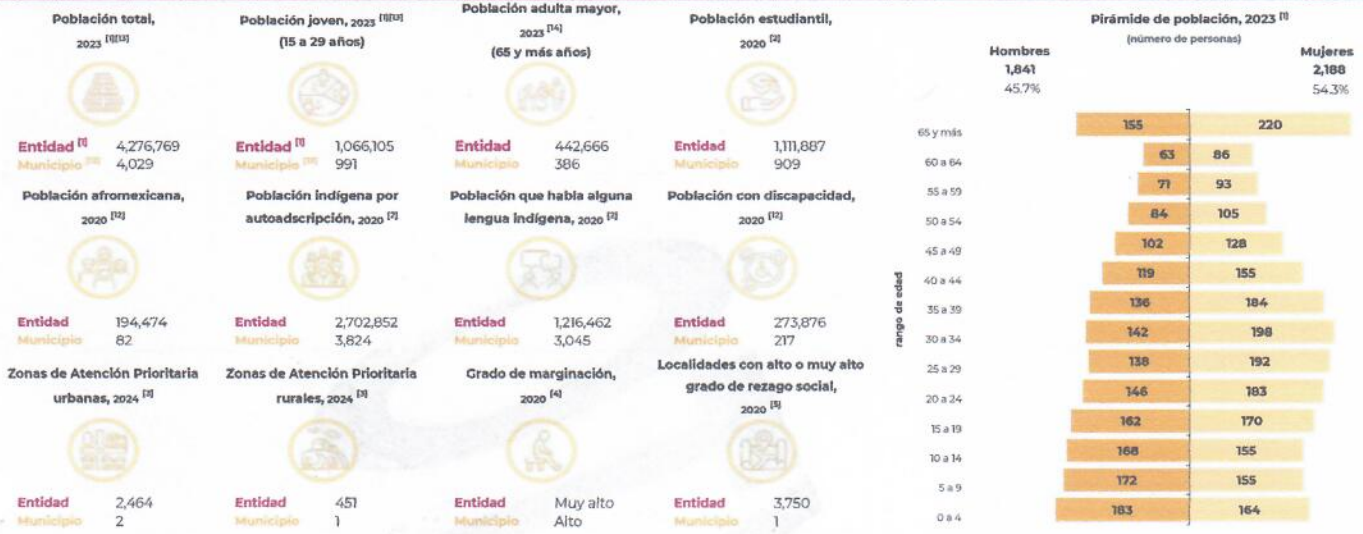 Población total,
2023 [1][13]
Entidad [1] 4,276,769
Municipio [13] 4,029
Población joven, 2023 [1][13]
(15 a 29 años)
Entidad [1] 1,066,105
Municipio 991
Población adulta mayor,
2023 [14]
(65 y más años)
Entidad 442,666
Municipio 386
Población estudiantil,
2020 [2]
Entidad 1,111,887
Municipio 909
Población afromexicana,
2020 [12]
Entidad 194,474
Municipio 82
Población indígena por
autoadscripción, 2020 [7]
Entidad 2,702,852
Municipio 3,824
Población que habla alguna
lengua indígena, 2020 [2]
Entidad 1,216,462
Municipio 3,045
Población con discapacidad,
2020 [12]
Entidad 273,876
Municipio 217
Zonas de Atención Prioritaria
urbanas, 2024 [3]
Entidad 2,464
Municipio 2
Zonas de Atención Prioritaria
rurales, 2024 [3]
Entidad 451
Municipio 1
Grado de marginación,
2020 [4]
Entidad Muy alto
Municipio Alto
Localidades con alto o muy alto
grado de rezago social,
2020 [5]
Entidad 3,750
Municipio 1
Pirámide de población, 2023 [1]
(número de personas)
Hombres Mujeres
1,841 2,188
45.7% 54.3%
rango de edad
65 y más 155 220
60 a 64 63 86
55 a 59 71 93
50 a 54 84 105
45 a 49 102 128
40 a 44 119 155
35 a 39 136 184
30 a 34 142 198
25 a 29 138 192
20 a 24 146 183
15 a 19 162 170
10 a 14 168 155
5 a 9 172 155
0 a 4 183 164